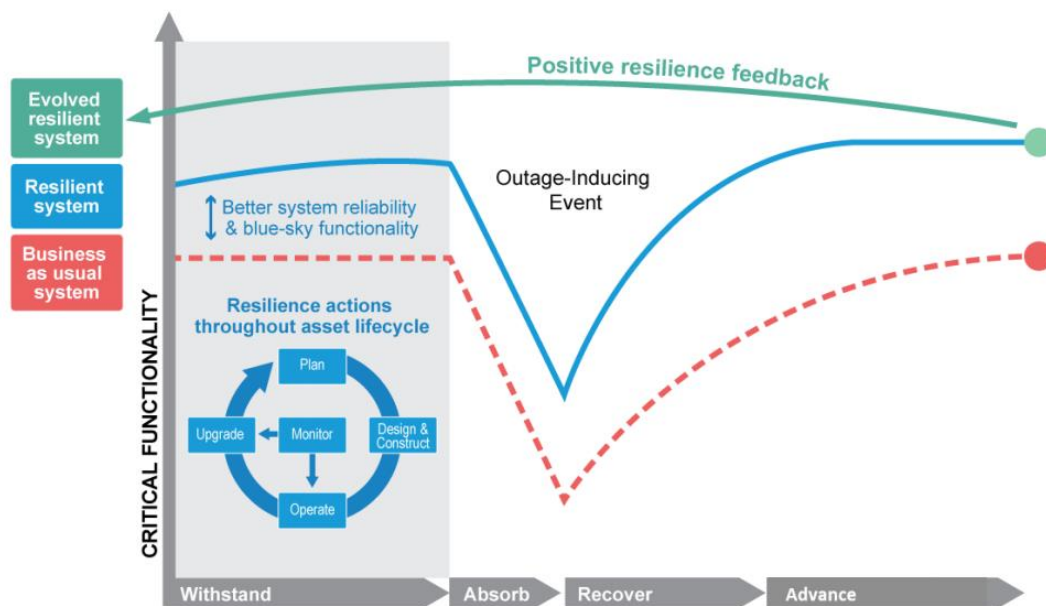 Positive resilience feedback
Evolved
resilient
system
Resilient
system
Business
as usual
system
Outage-Inducing
Event
Better system reliability
& blue-sky functionality
Resilience actions
throughout asset lifecycle
Plan
Upgrade
Monitor
Design &
Construct
Operate
CRITICAL FUNCTIONALITY
Withstand
Absorb
Recover
Advance